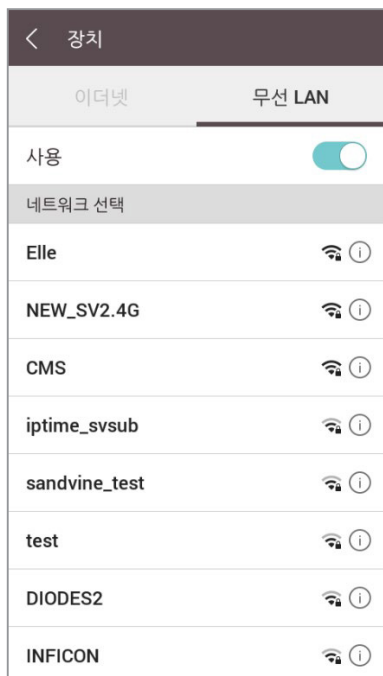 장치
이더넷 무선 LAN
사용
네트워크 선택
Elle
NEW_SV2.4G
CMS
iptime_svsub
sandvine_test
test
DIODES2
INFICON